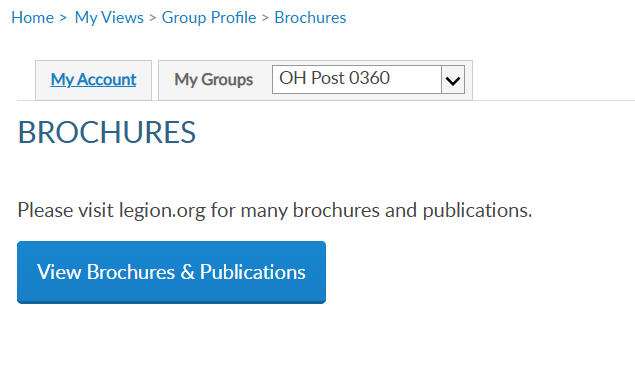 Home > My Views > Group Profile > Brochures
My Account My Groups OH Post 0360
BROCHURES
Please visit legion.org for many brochures and publications.
View Brochures & Publications